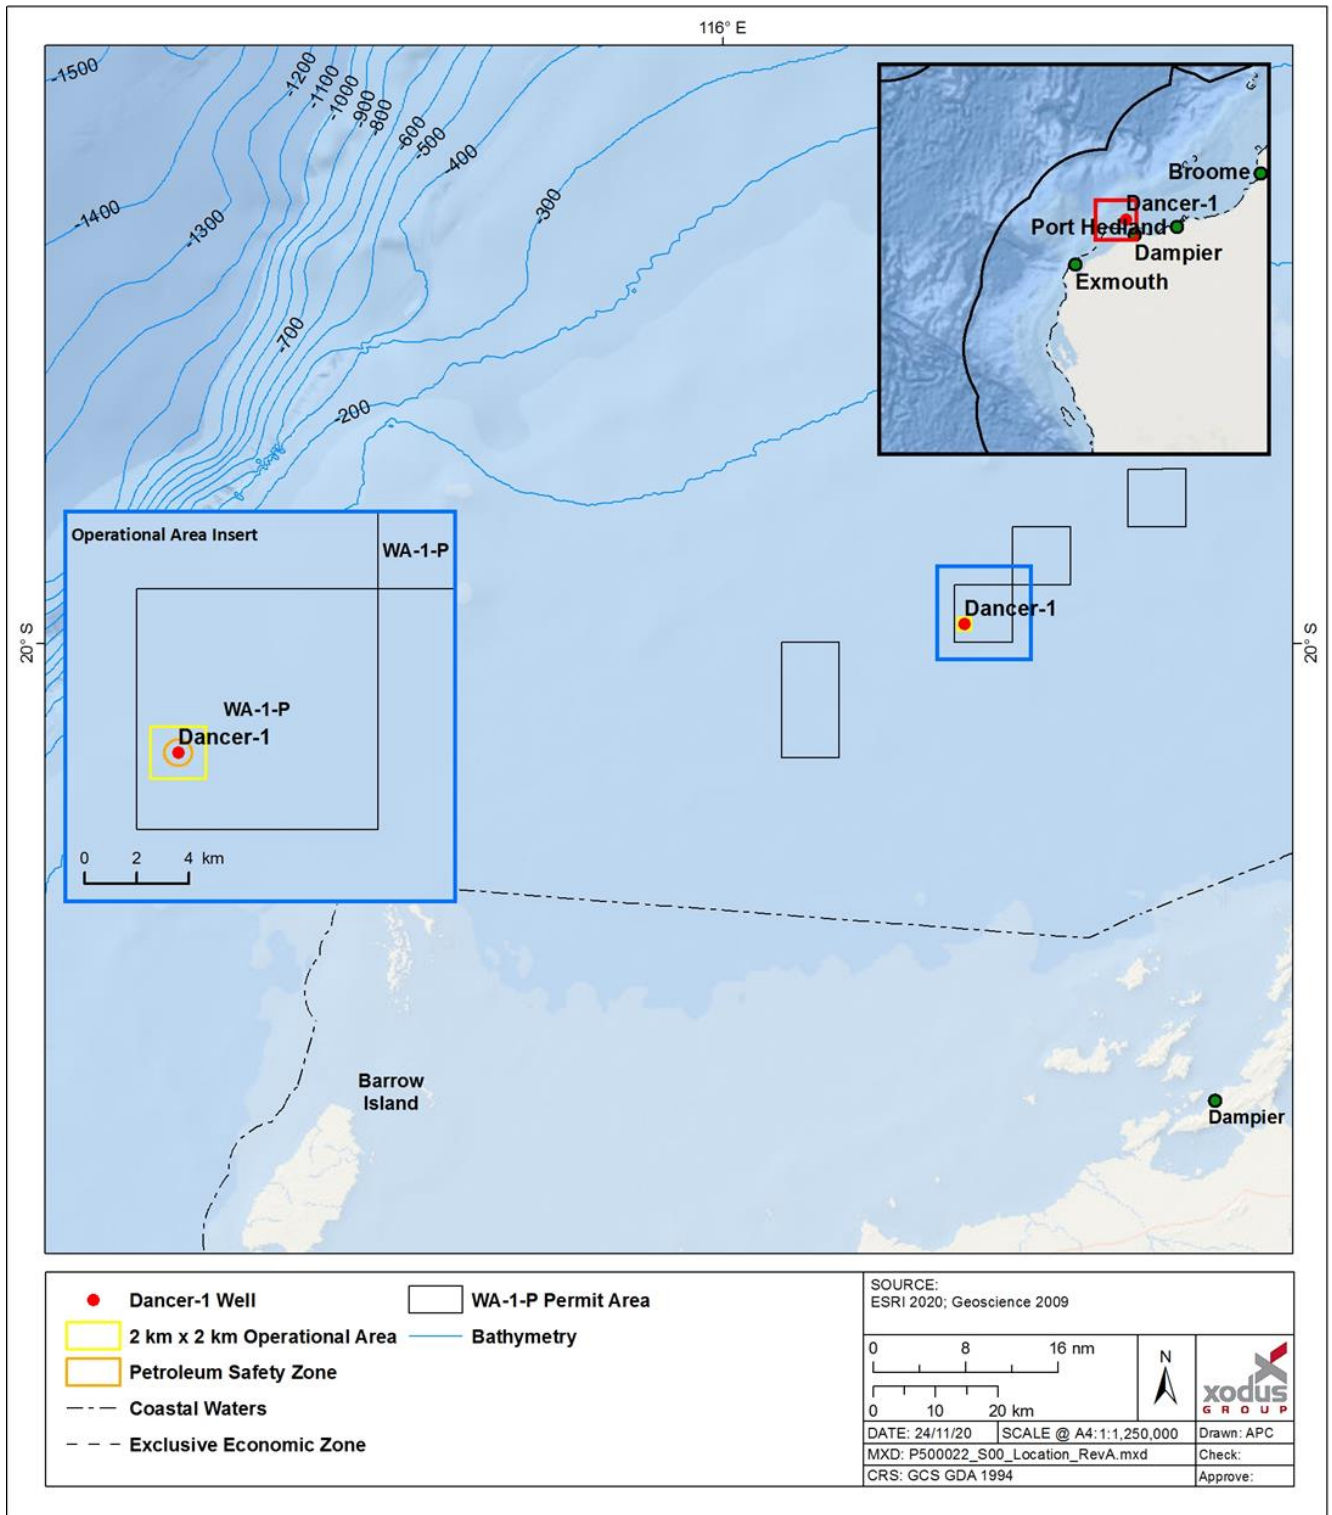 116° E
-1500
-1200
-1100
-1000
-900
-800
-600
-500
-400
-300
-1400
-1300
-700
-200
Broome
Dancer-1
Port Hedland
Dampier
Exmouth
20° S
20° S
Operational Area Insert
WA-1-P
WA-1-P
Dancer-1
0 2 4 km
Dancer-1
Barrow
Island
Dampier
Dancer-1 Well
2 km x 2 km Operational Area
Petroleum Safety Zone
Coastal Waters
Exclusive Economic Zone
WA-1-P Permit Area
Bathymetry
SOURCE:
ESRI 2020; Geoscience 2009
0 8 16 nm
0 10 20 km
N
xodus
GROUP
DATE: 24/11/20
SCALE @ A4:1:1,250,000
Drawn: APC
MXD: P500022_S00_Location_RevA.mxd
Check:
CRS: GCS GDA 1994
Approve: